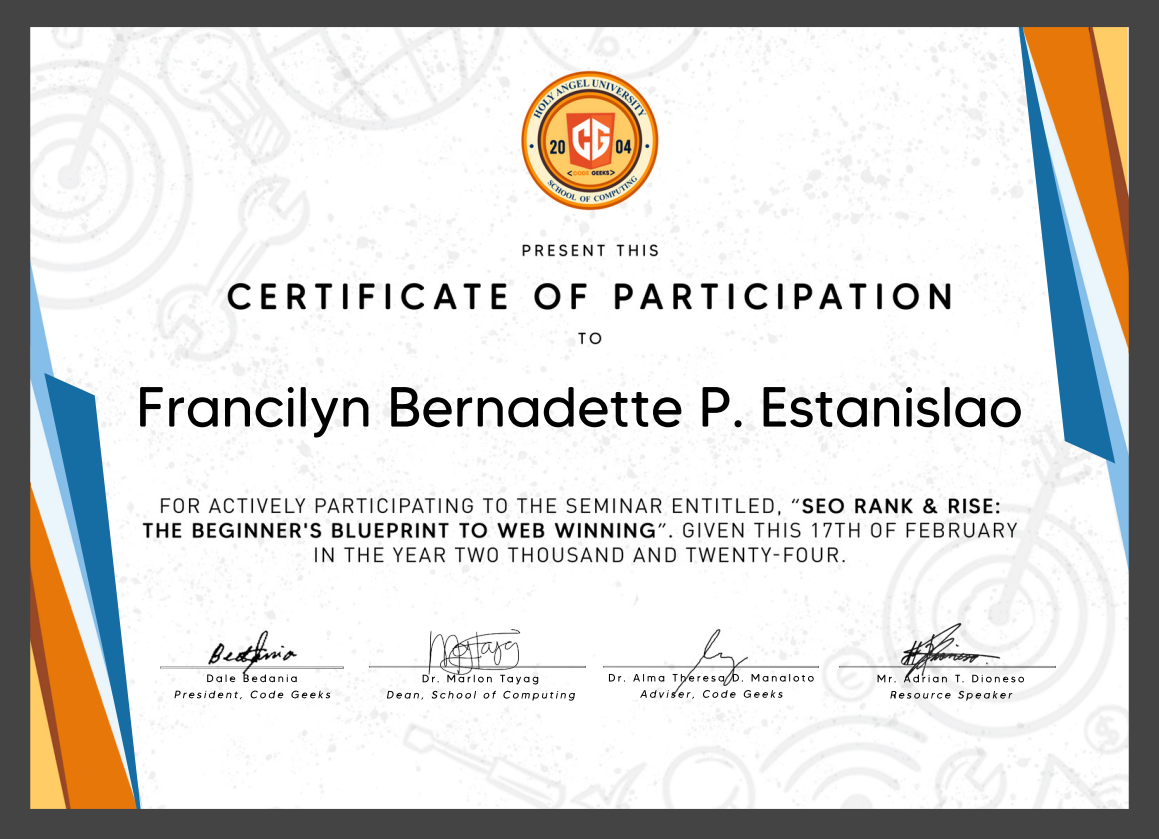 HOLY ANGEL UNIVERSITY
20 CG 04
<CODE GEEKS>
SCHOOL OF COMPUTING
PRESENT THIS
CERTIFICATE OF PARTICIPATION
TO
Francilyn Bernadette P. Estanislao
FOR ACTIVELY PARTICIPATING TO THE SEMINAR ENTITLED, “SEO RANK & RISE:
THE BEGINNER'S BLUEPRINT TO WEB WINNING”. GIVEN THIS 17TH OF FEBRUARY
IN THE YEAR TWO THOUSAND AND TWENTY-FOUR.
Dale Bedania
President, Code Geeks
Dr. Marlon Tayag
Dean, School of Computing
Dr. Alma Theresa D. Manaloto
Adviser, Code Geeks
Mr. Adrian T. Dioneso
Resource Speaker